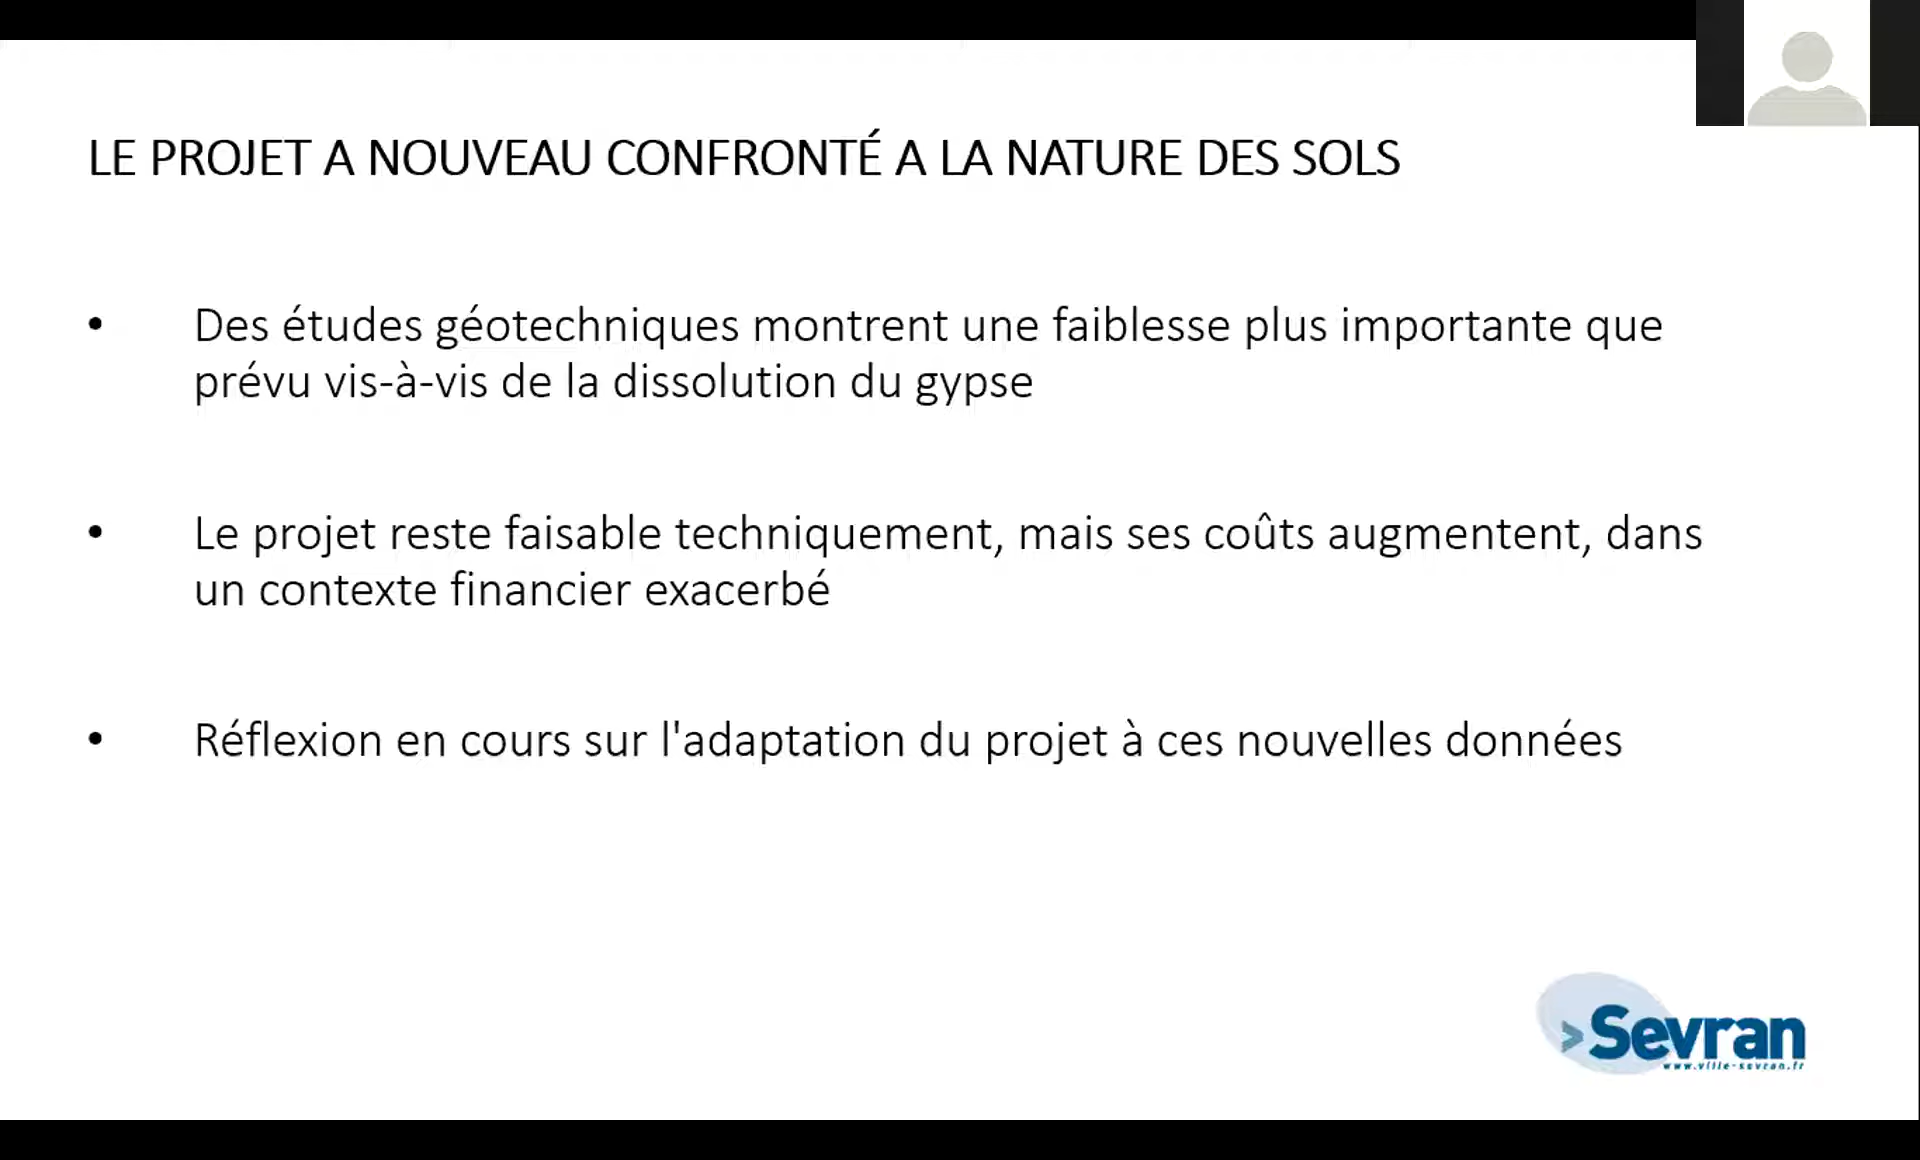 LE PROJET A NOUVEAU CONFRONTÉ A LA NATURE DES SOLS
• Des études géotechniques montrent une faiblesse plus importante que
prévu vis-à-vis de la dissolution du gypse
• Le projet reste faisable techniquement, mais ses coûts augmentent, dans
un contexte financier exacerbé
• Réflexion en cours sur l'adaptation du projet à ces nouvelles données
>Sevran
www.ville-sevran.fr